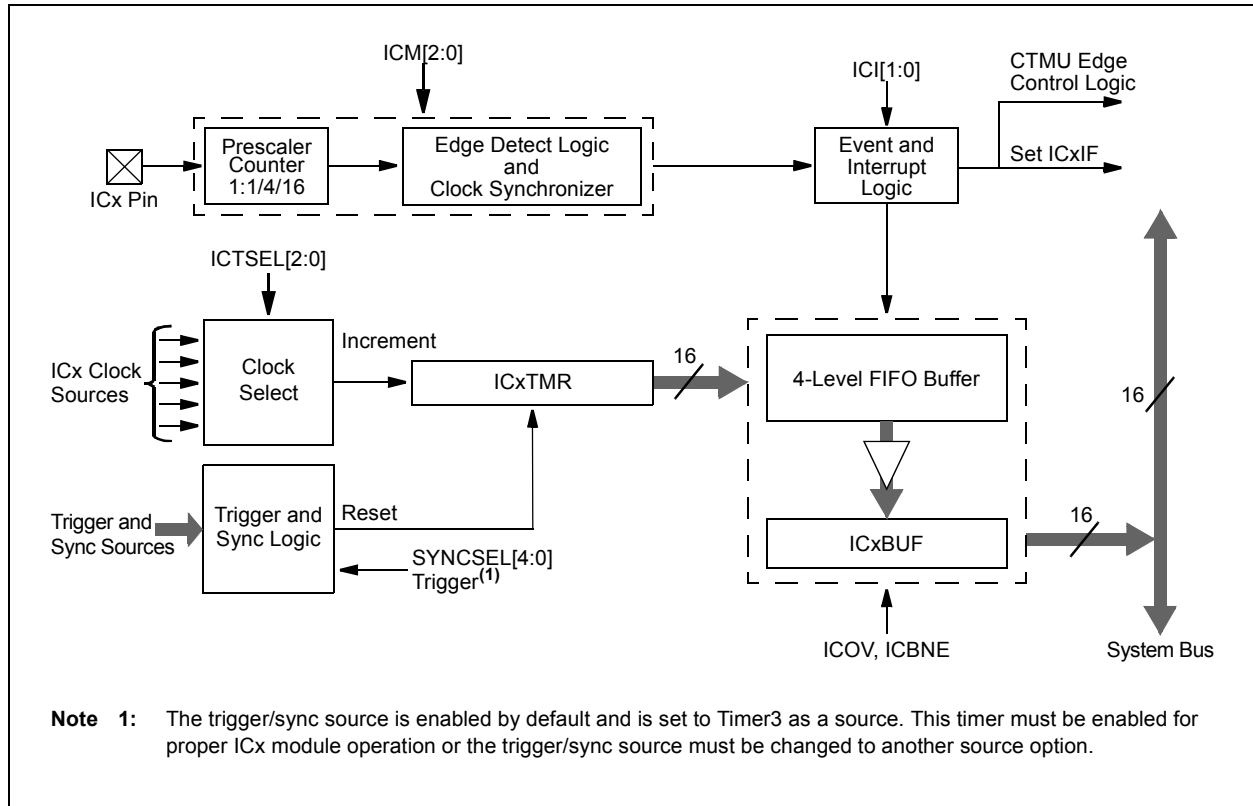 ICM[2:0]
ICI[1:0]
CTMU Edge
Control Logic
Prescaler
Counter
1:1/4/16
Edge Detect Logic
and
Clock Synchronizer
Event and
Interrupt
Logic
Set ICxIF
ICx Pin
ICTSEL[2:0]
ICx Clock
Sources
Clock
Select
Increment
ICxTMR
16
4-Level FIFO Buffer
16
Trigger and
Sync Sources
Trigger and
Sync Logic
Reset
SYNCSEL[4:0]
Trigger(1)
ICxBUF
16
ICOV, ICBNE
System Bus
Note 1: The trigger/sync source is enabled by default and is set to Timer3 as a source. This timer must be enabled for
proper ICx module operation or the trigger/sync source must be changed to another source option.